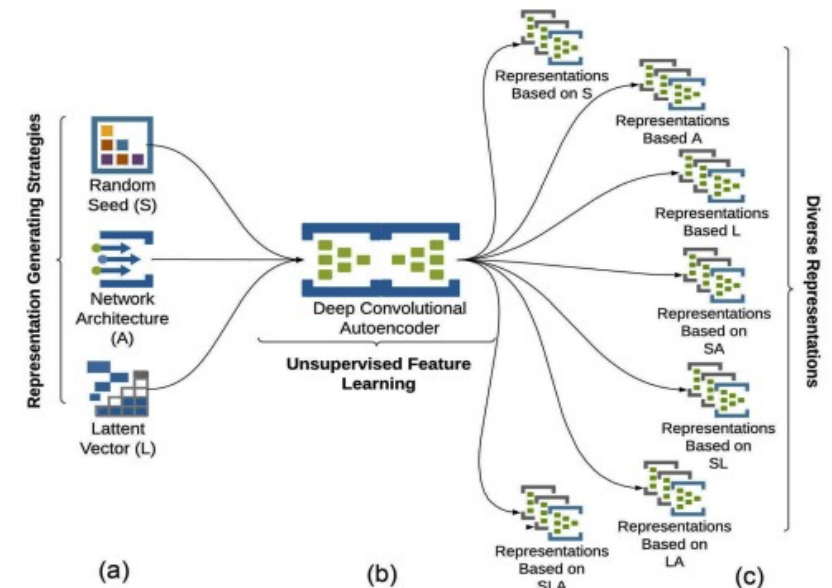 Representation Generating Strategies
Random
Seed (S)
Network
Architecture
(A)
Lattent
Vector (L)
(a)
Deep Convolutional
Autoencoder
Unsupervised Feature
Learning
(b)
Representations
Based on S
Representations
Based A
Representations
Based L
Representations
Based on
SA
Representations
Based on
SL
Representations
Based on
LA
Representations
Based on
SLA
Diverse Representations
(c)